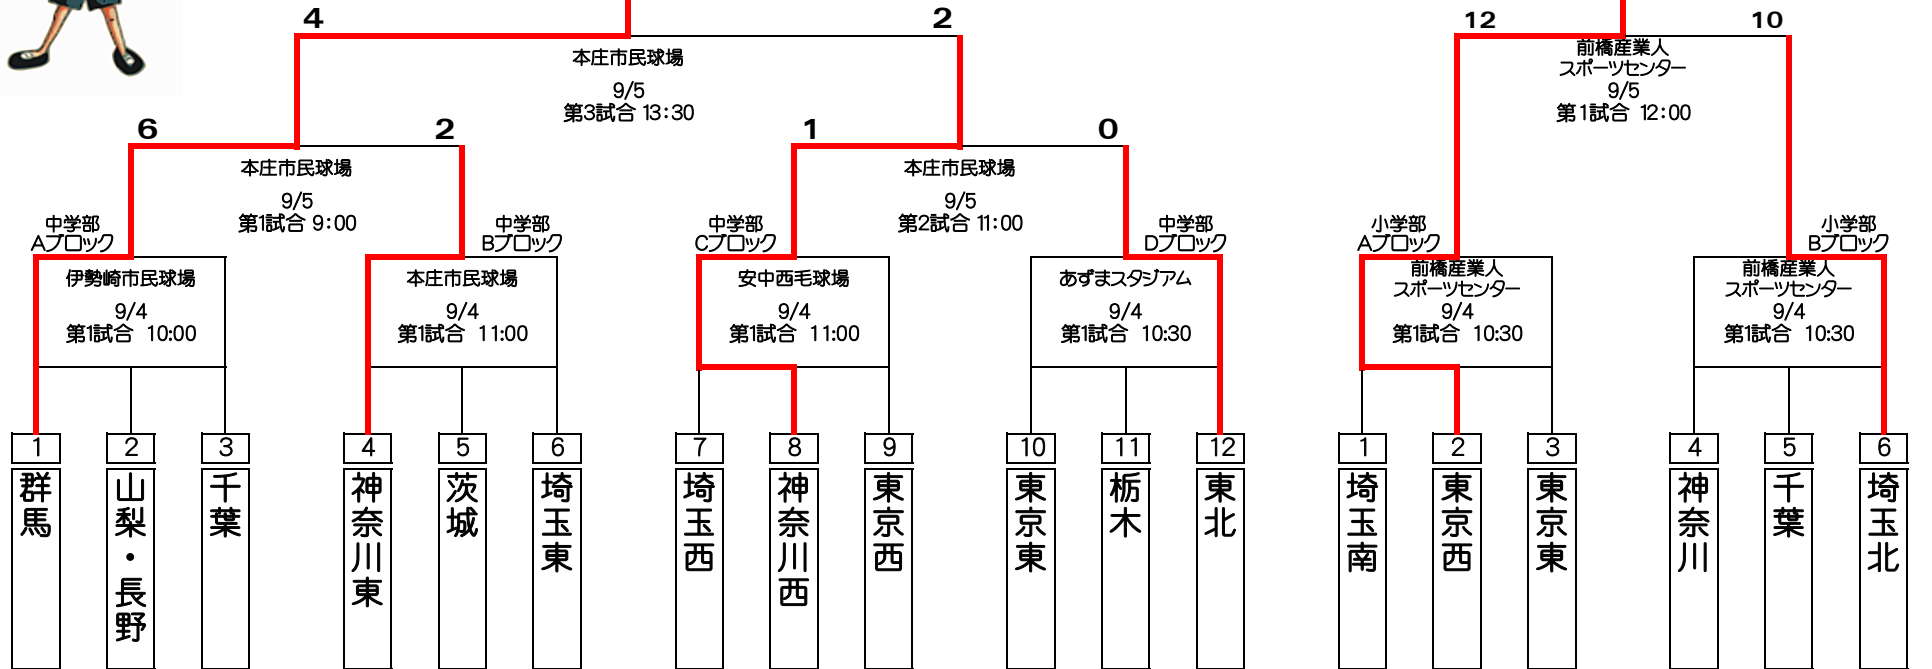 4 2 12 10
本庄市民球場
9/5
第3試合 13:30
前橋産業人
スポーツセンター
9/5
第1試合 12:00
6 2 1 0
本庄市民球場
9/5
第1試合 9:00
本庄市民球場
9/5
第2試合 11:00
中学部
Aブロック
中学部
Bブロック
中学部
Cブロック
中学部
Dブロック
小学部
Aブロック
小学部
Bブロック
伊勢崎市民球場
9/4
第1試合 10:00
本庄市民球場
9/4
第1試合 11:00
安中西毛球場
9/4
第1試合 11:00
あずまスタジアム
9/4
第1試合 10:30
前橋産業人
スポーツセンター
9/4
第1試合 10:30
前橋産業人
スポーツセンター
9/4
第1試合 10:30
1
群馬
2
山梨・長野
3
千葉
4
神奈川東
5
茨城
6
埼玉東
7
埼玉西
8
神奈川西
9
東京西
10
東京東
11
栃木
12
東北
1
埼玉南
2
東京西
3
東京東
4
神奈川
5
千葉
6
埼玉北